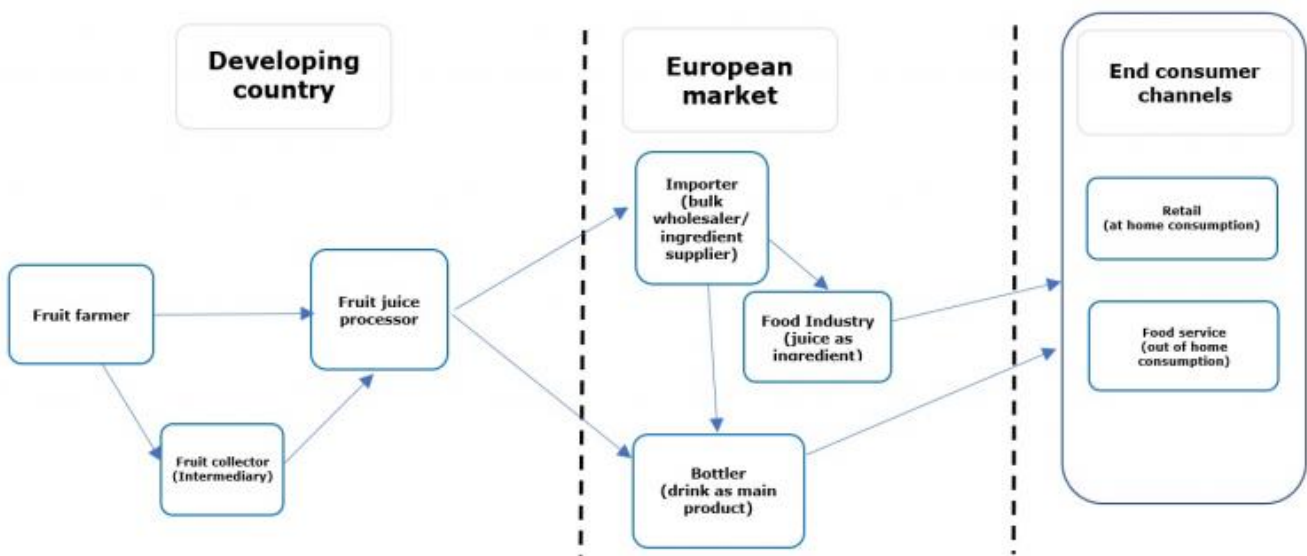 Developing
country
European
market
End consumer
channels
Importer
(bulk
wholesaler/
ingredient
supplier)
Retail
(at home consumption)
Fruit farmer
Fruit juice
processor
Food Industry
(juice as
ingredient)
Food service
(out of home
consumption)
Fruit collector
(Intermediary)
Bottler
(drink as main
product)